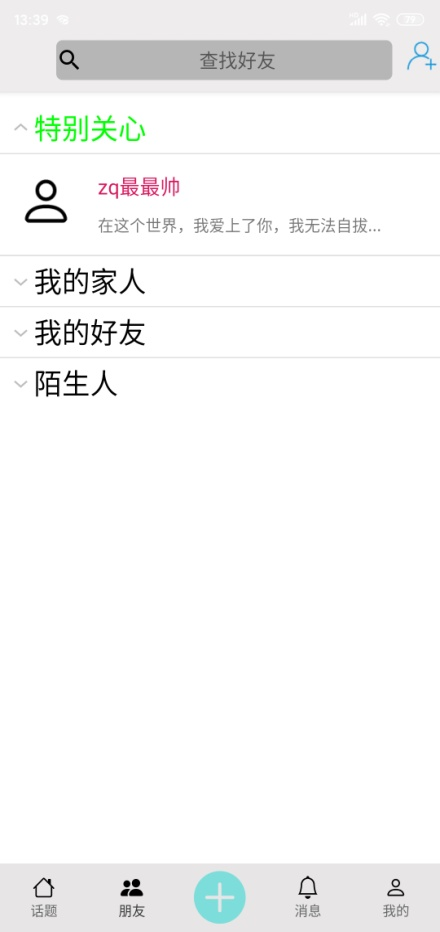 13:39
79
查找好友
特别关心
zq最最帅
在这个世界，我爱上了你，我无法自拔...
我的家人
我的好友
陌生人
话题
朋友
消息
我的